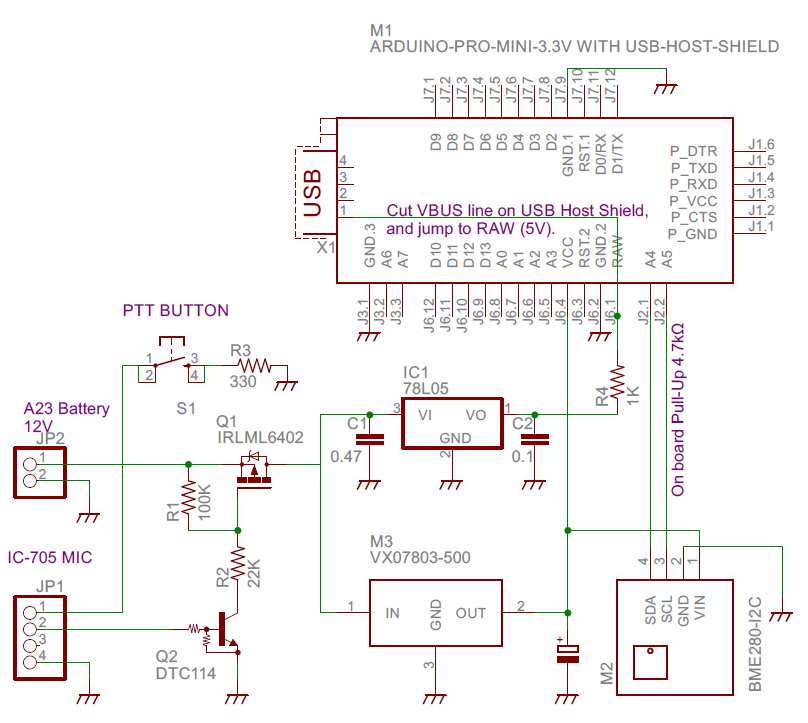 M1
ARDUINO-PRO-MINI-3.3V WITH USB-HOST-SHIELD
J7.1
J7.2
J7.3
J7.4
J7.5
J7.6
J7.7
J7.8
J7.9
J7.10
J7.11
J7.12
D9
D8
D7
D6
D5
D4
D3
D2
GND.1
RST.1
D0/RX
D1/TX
P_DTR J1.6
P_TXD J1.5
P_RXD J1.4
P_VCC J1.3
P_CTS J1.2
P_GND J1.1
USB
4
3
2
1
X1
Cut VBUS line on USB Host Shield,
and jump to RAW (5V).
GND.3
A6
A7
D10
D11
D12
D13
A0
A1
A2
A3
VCC
RST.2
GND.2
RAW
A4
A5
J3.1
J3.2
J3.3
J6.12
J6.11
J6.10
J6.9
J6.8
J6.7
J6.6
J6.5
J6.4
J6.3
J6.2
J6.1
J2.1
J2.2
PTT BUTTON
1
2
3
4
S1
R3
330
A23 Battery
12V
JP2
1
2
Q1
IRLML6402
R1
100K
R2
22K
IC1
78L05
3 VI
VO 1
GND
2
C1
0.47
C2
0.1
R4
1K
On board Pull-Up 4.7kΩ
IC-705 MIC
JP1
1
2
3
4
Q2
DTC114
M3
VX07803-500
1 IN
GND
OUT 2
3
+
4
3
2
1
SDA
SCL
GND
VIN
M2
BME280-I2C